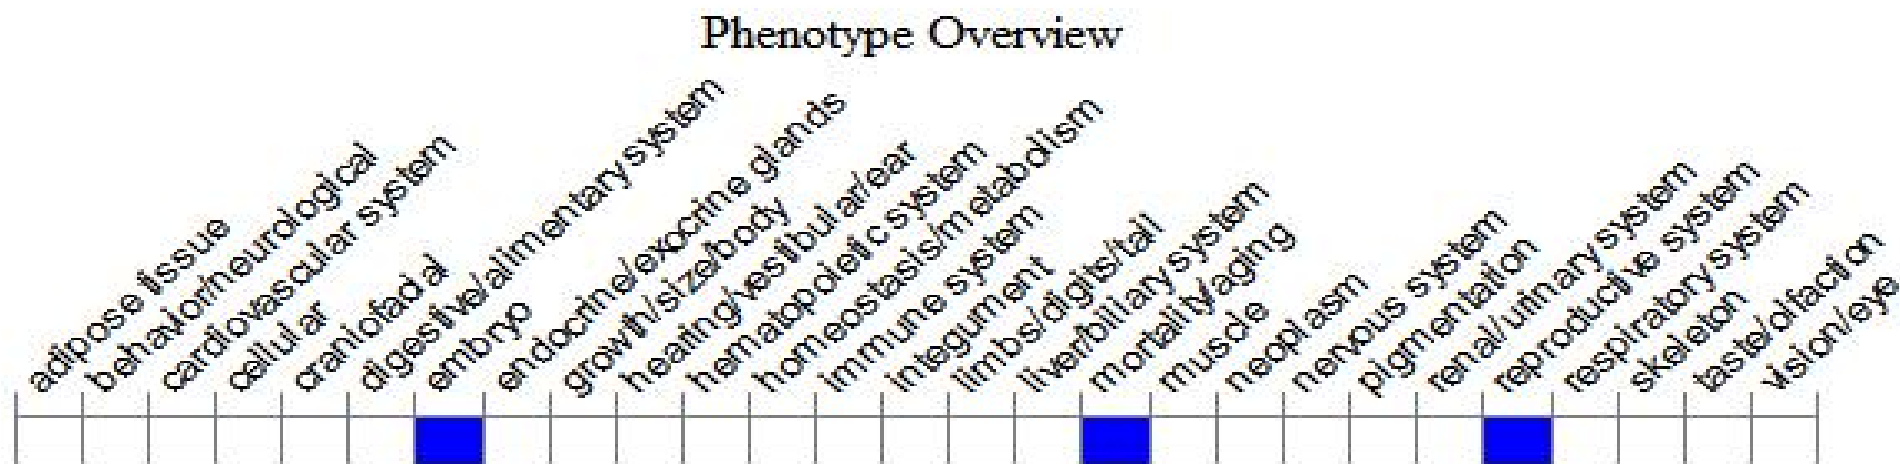 Phenotype Overview
adipose tissue
behavior/neurological
cardiovascular system
cellular
craniofacial
digestive/alimentary system
embryo
endocrine/exocrine glands
growth/size/body
hearing/vestibular/ear
hematopoietic system
homeostasis/metabolism
immune system
integument
limbs/digits/tail
liver/biliary system
mortality/aging
muscle
neoplasm
nervous system
pigmentation
renal/urinary system
reproductive system
respiratory system
skeleton
taste/olfaction
vision/eye